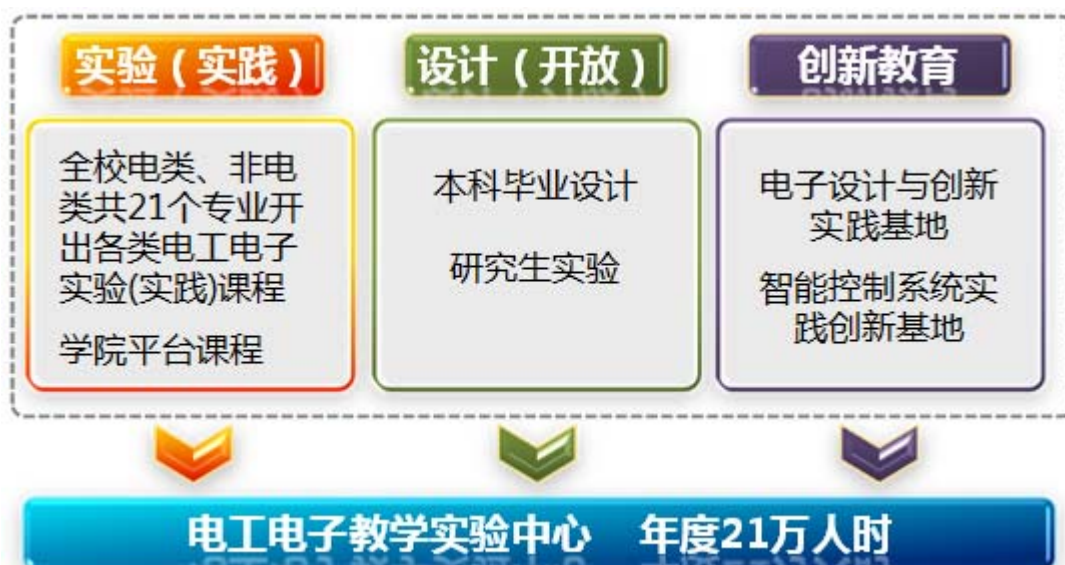 实验（实践）
全校电类、非电
类共21个专业开
出各类电工电子
实验(实践)课程
学院平台课程
设计（开放）
本科毕业设计
研究生实验
创新教育
电子设计与创新
实践基地
智能控制系统实
践创新基地
电工电子教学实验中心 年度21万人时